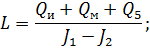 L = (Qи + Qм + Q5) / (J1 − J2);